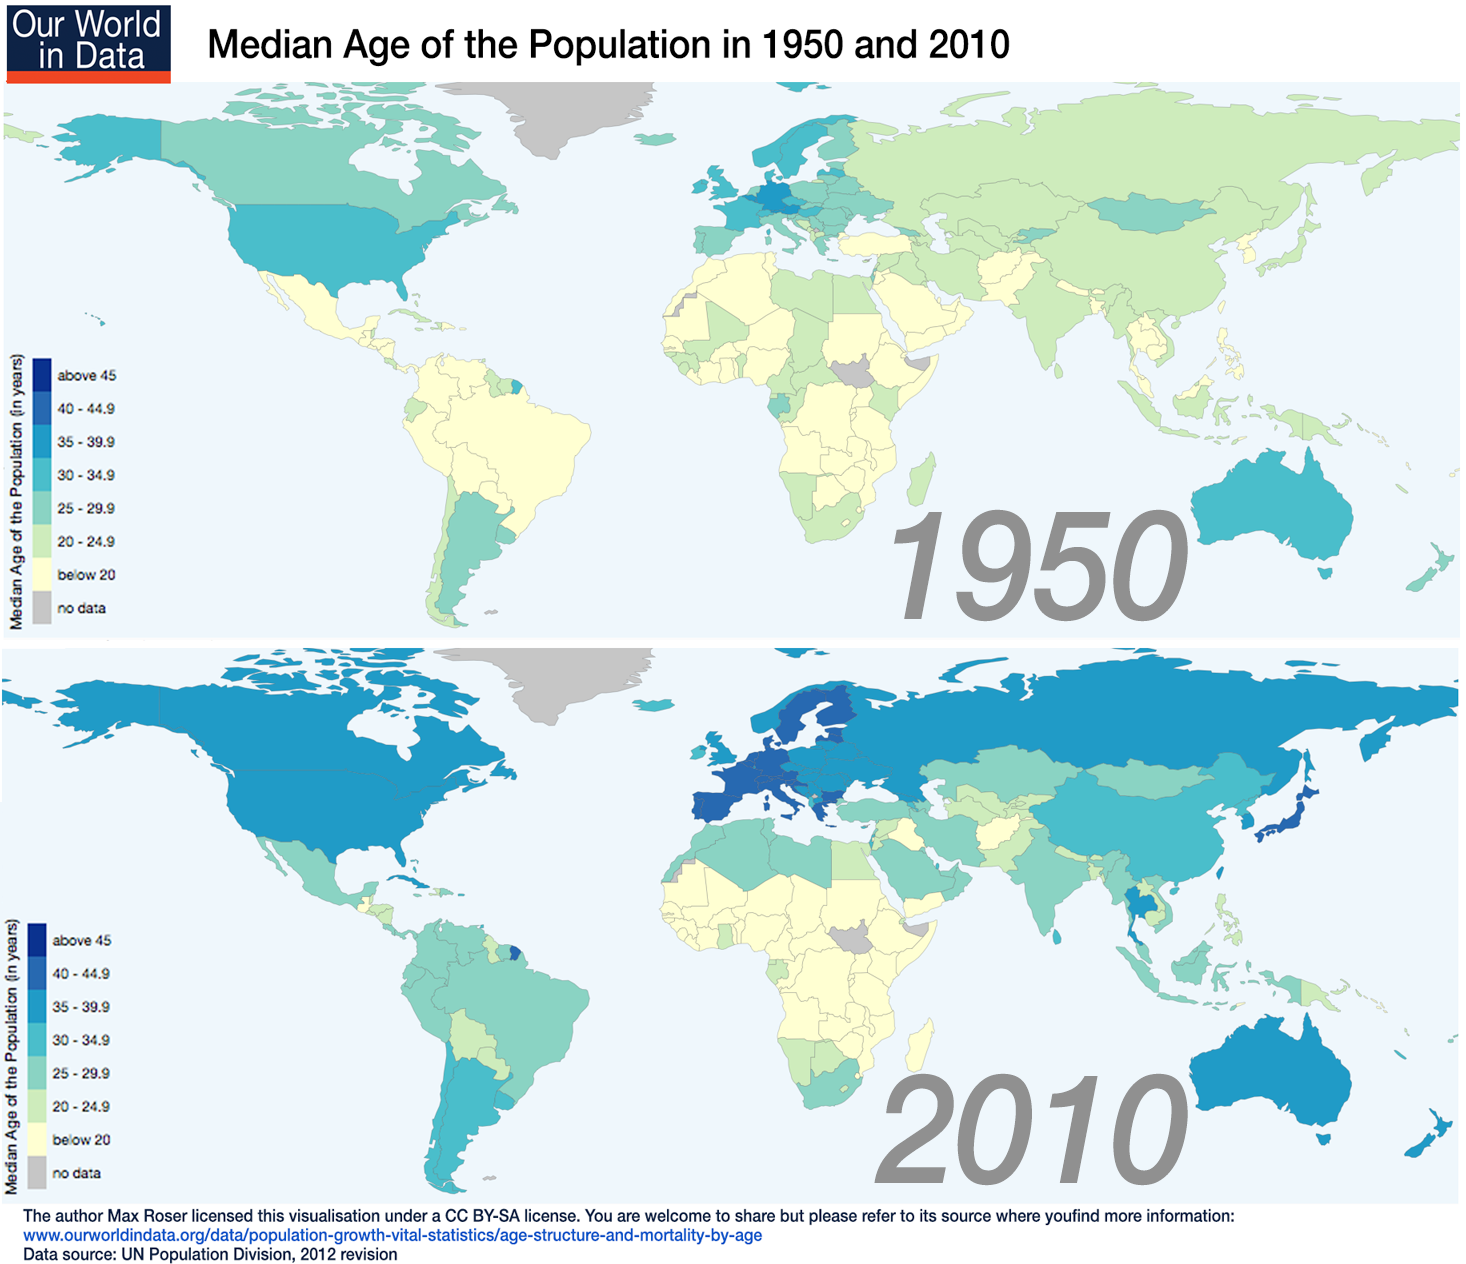 Our World
in Data
Median Age of the Population in 1950 and 2010
Median Age of the Population (in years)
above 45
40 - 44.9
35 - 39.9
30 - 34.9
25 - 29.9
20 - 24.9
below 20
no data
1950
Median Age of the Population (in years)
above 45
40 - 44.9
35 - 39.9
30 - 34.9
25 - 29.9
20 - 24.9
below 20
no data
2010
The author Max Roser licensed this visualisation under a CC BY-SA license. You are welcome to share but please refer to its source where youfind more information:
www.ourworldindata.org/data/population-growth-vital-statistics/age-structure-and-mortality-by-age
Data source: UN Population Division, 2012 revision